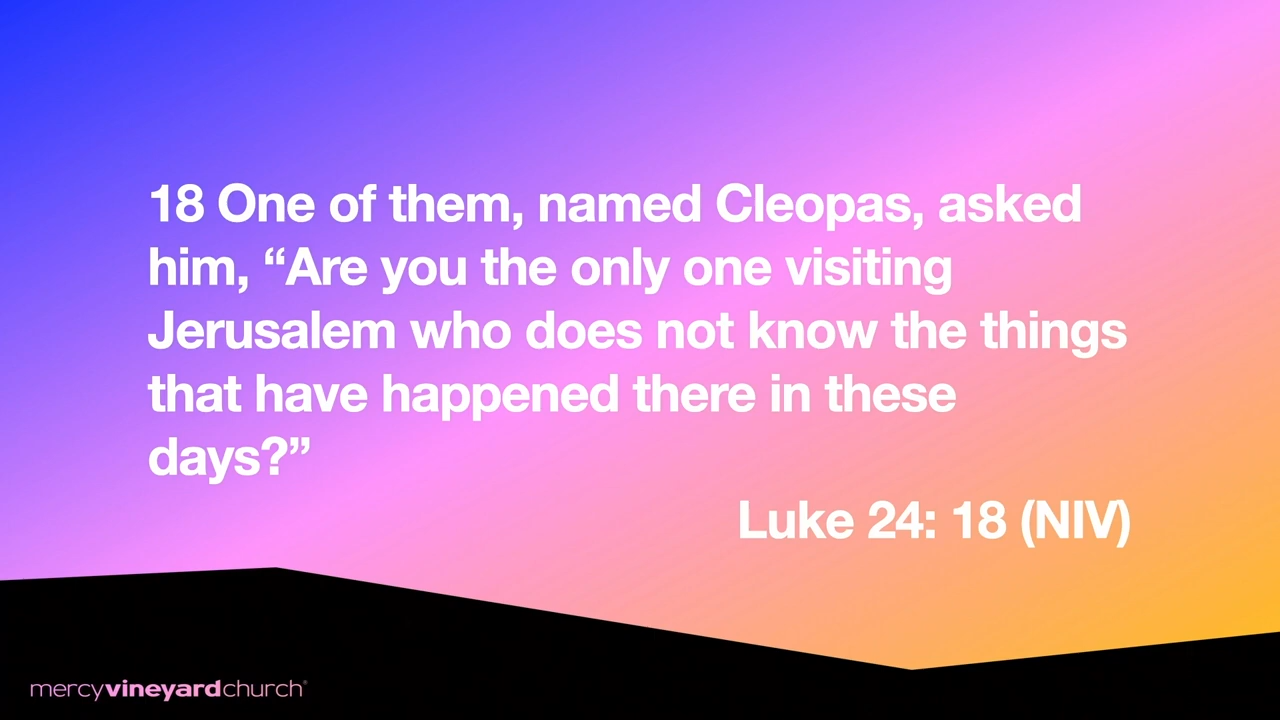 18 One of them, named Cleopas, asked
him, “Are you the only one visiting
Jerusalem who does not know the things
that have happened there in these
days?”
Luke 24: 18 (NIV)
mercyvineyardchurch